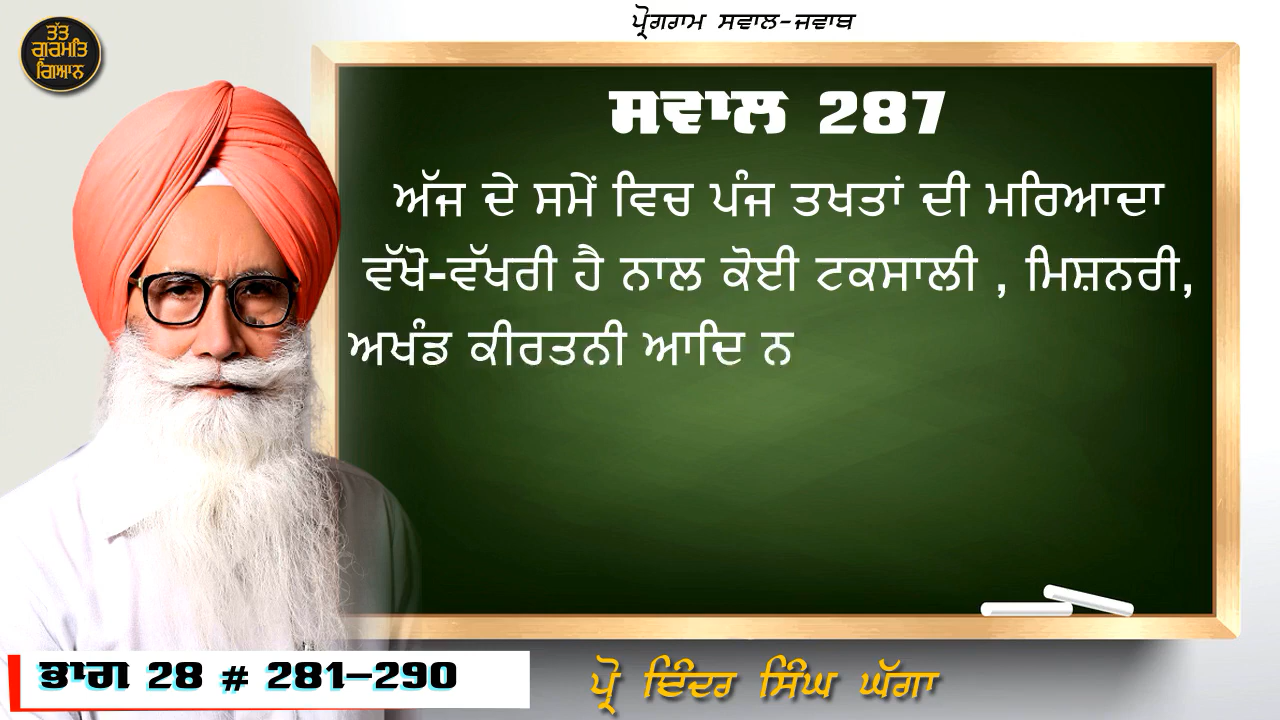 ਤੱਤ
ਗੁਰਮਤਿ
ਗਿਆਨ
ਪ੍ਰੋਗਰਾਮ ਸਵਾਲ-ਜਵਾਬ
ਸਵਾਲ 287
ਅੱਜ ਦੇ ਸਮੇਂ ਵਿਚ ਪੰਜ ਤਖਤਾਂ ਦੀ ਮਰਿਆਦਾ
ਵੱਖੋ-ਵੱਖਰੀ ਹੈ ਨਾਲ ਕੋਈ ਟਕਸਾਲੀ , ਮਿਸ਼ਨਰੀ,
ਅਖੰਡ ਕੀਰਤਨੀ ਆਦਿ ਨ
ਭਾਗ 28 # 281-290
ਪ੍ਰੋ ਇੰਦਰ ਸਿੰਘ ਘੱਗਾ